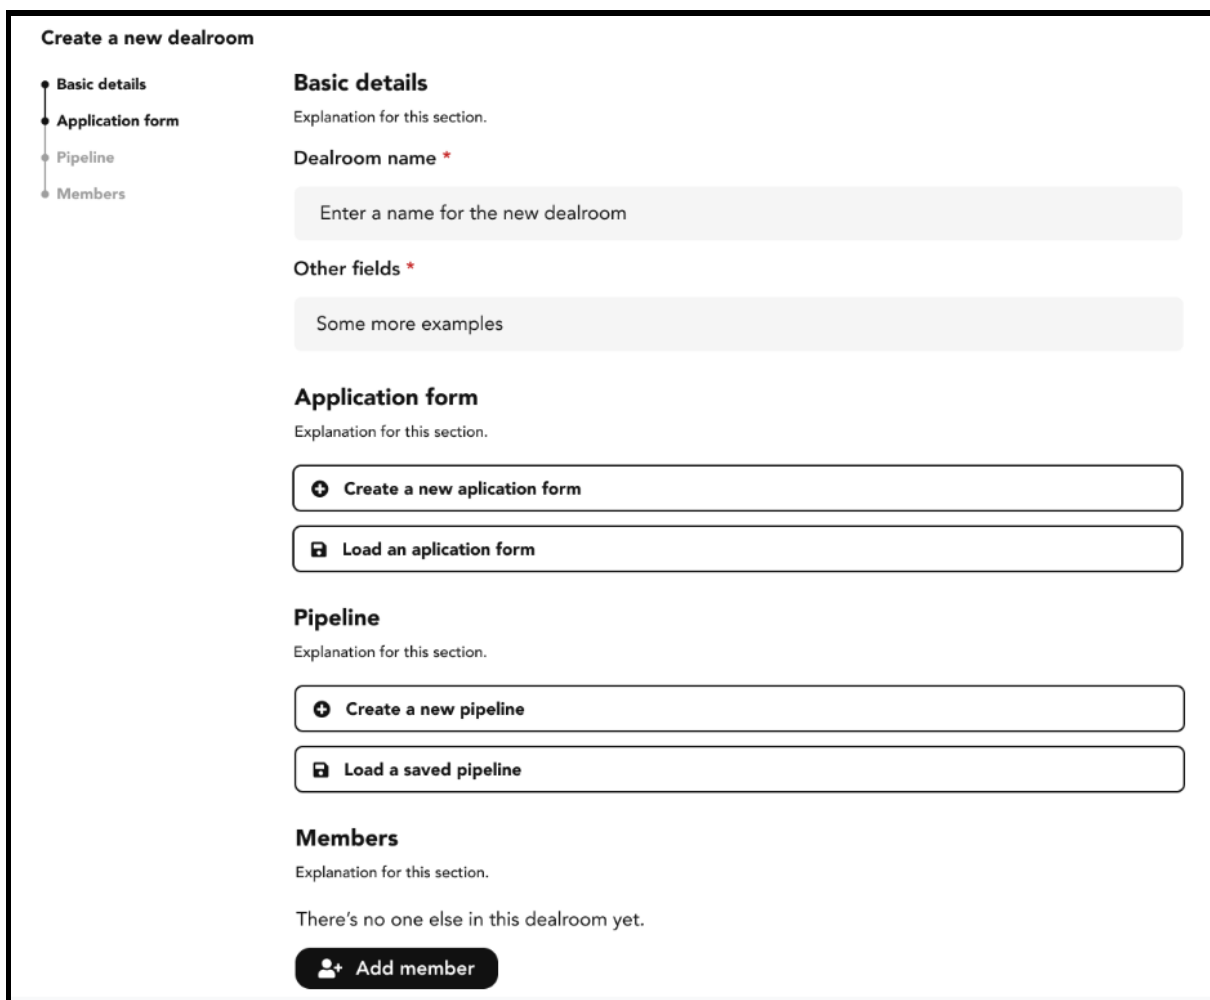 Create a new dealroom
Basic details
Application form
Pipeline
Members
Basic details
Explanation for this section.
Dealroom name *
Enter a name for the new dealroom
Other fields *
Some more examples
Application form
Explanation for this section.
Create a new aplication form
Load an aplication form
Pipeline
Explanation for this section.
Create a new pipeline
Load a saved pipeline
Members
Explanation for this section.
There's no one else in this dealroom yet.
Add member